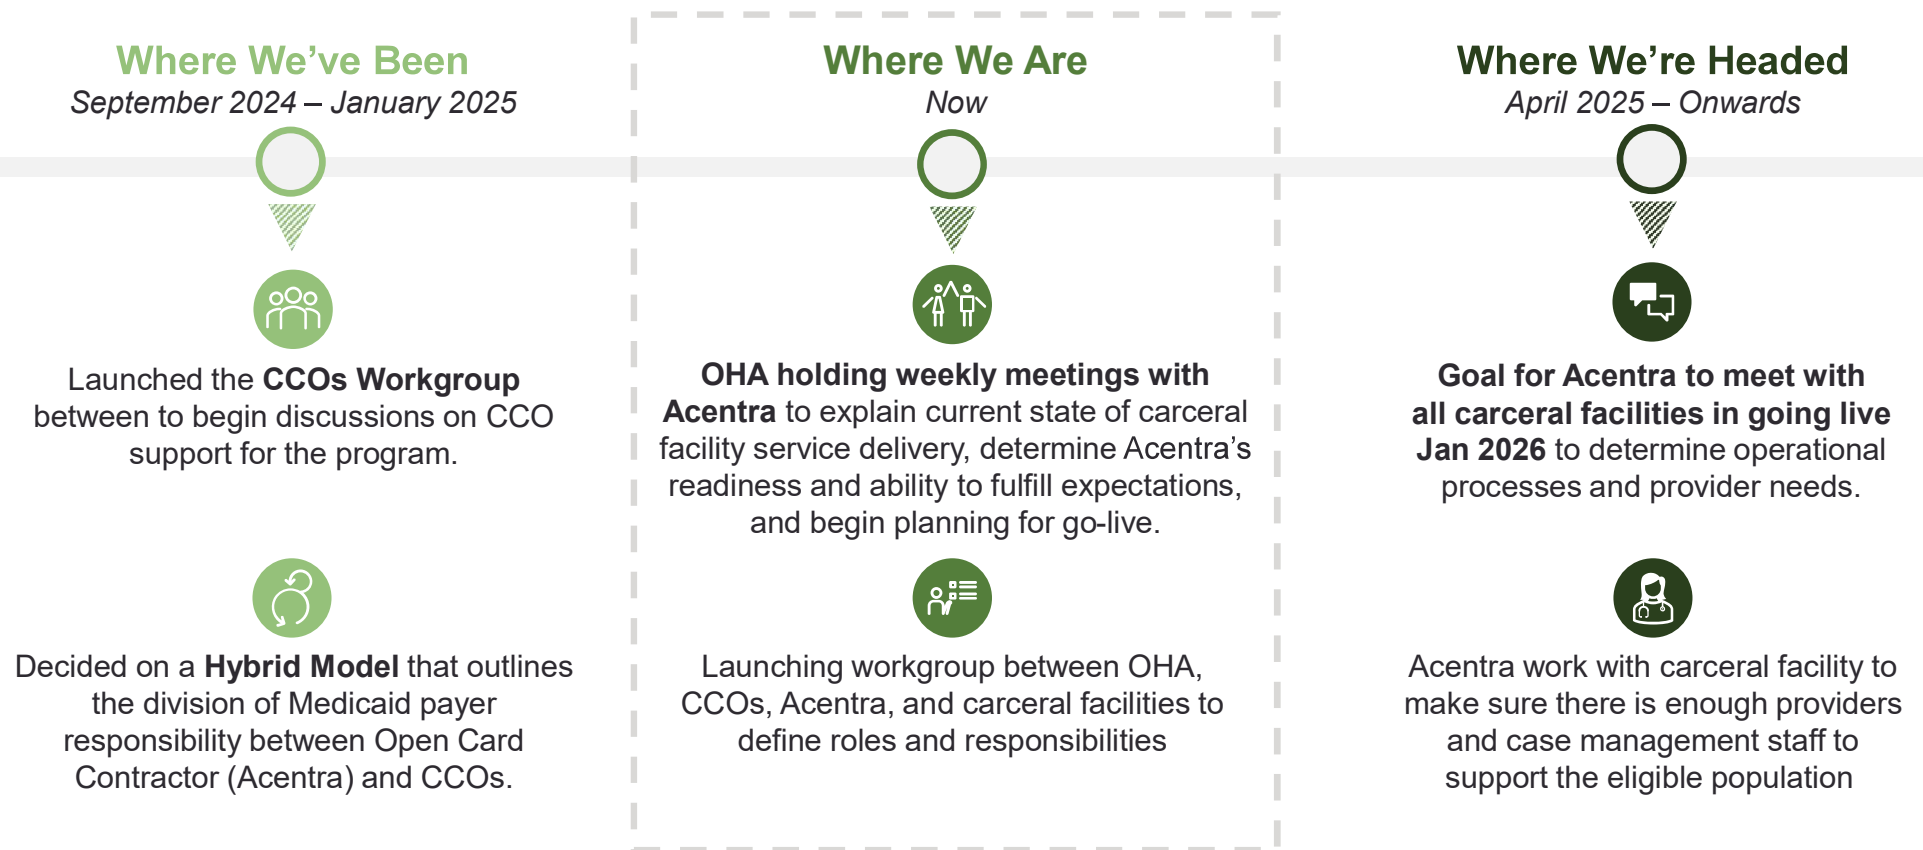 Where We've Been
September 2024 – January 2025
Launched the CCOs Workgroup
between to begin discussions on CCO
support for the program.
Decided on a Hybrid Model that outlines
the division of Medicaid payer
responsibility between Open Card
Contractor (Acentra) and CCOs.
Where We Are
Now
OHA holding weekly meetings with
Acentra to explain current state of carceral
facility service delivery, determine Acentra's
readiness and ability to fulfill expectations,
and begin planning for go-live.
Launching workgroup between OHA,
CCOs, Acentra, and carceral facilities to
define roles and responsibilities
Where We're Headed
April 2025 – Onwards
Goal for Acentra to meet with
all carceral facilities in going live
Jan 2026 to determine operational
processes and provider needs.
Acentra work with carceral facility to
make sure there is enough providers
and case management staff to
support the eligible population